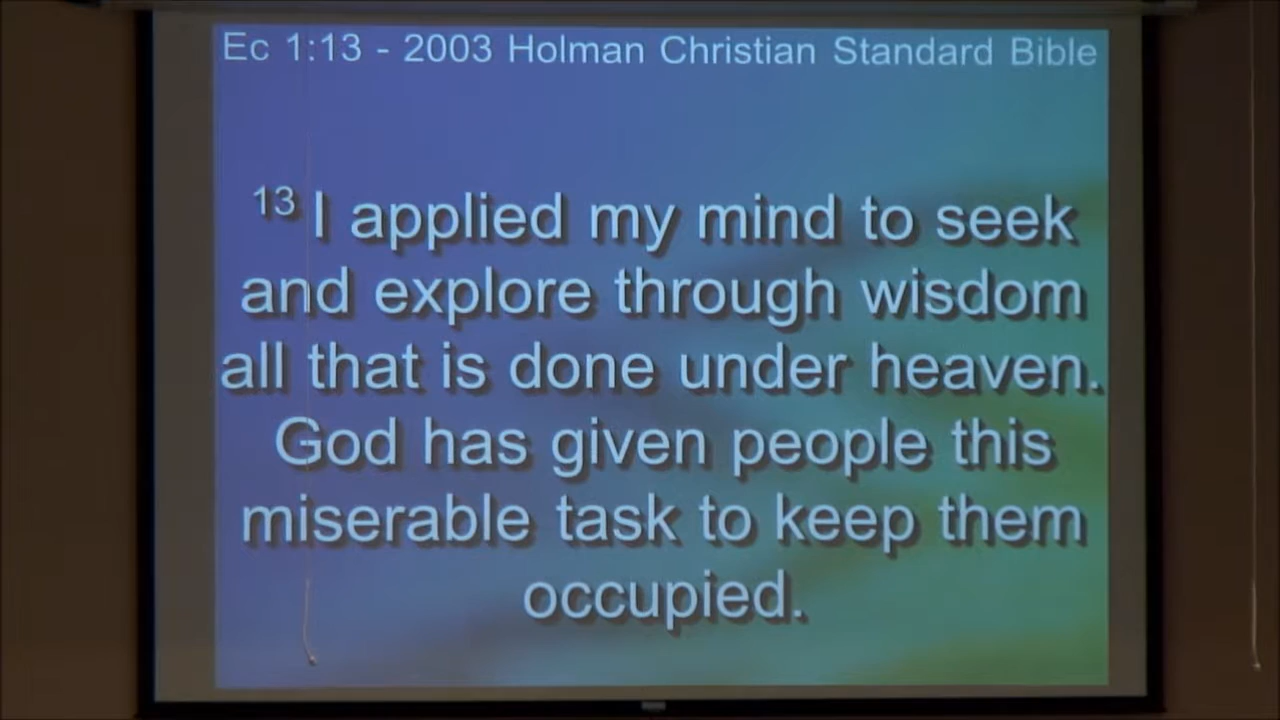 Ec 1:13 - 2003 Holman Christian Standard Bible
13 I applied my mind to seek
and explore through wisdom
all that is done under heaven.
God has given people this
miserable task to keep them
occupied.